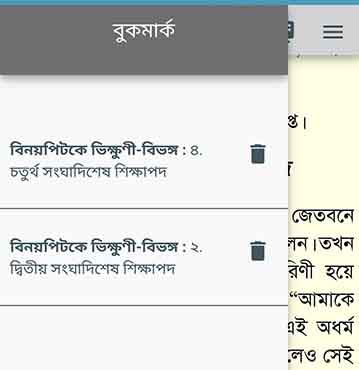 বুকমার্ক
প্ত।
বিনয়পিটকে ভিক্ষুণী-বিভঙ্গ : ৪.
চতুর্থ সংঘাদিশেষ শিক্ষাপদ
জেতবনে
বিনয়পিটকে ভিক্ষুণী-বিভঙ্গ : ২.
লেন।তখন
দ্বিতীয় সংঘাদিশেষ শিক্ষাপদ
রিণী হয়ে
“আমাকে
এই অধর্ম
লেও সেই